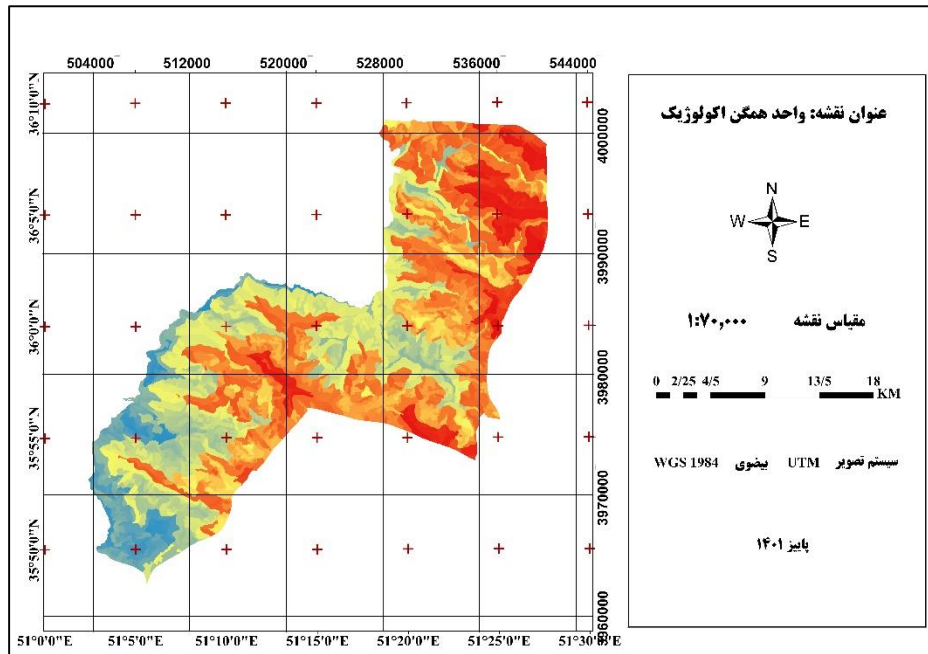 504000 512000 520000 528000 536000 544000
36°10'0"N
36°5'0"N
36°0'0"N
35°55'0"N
35°50'0"N
4000000
3990000
3980000
3970000
3960000
51°0'0"E 51°5'0"E 51°10'0"E 51°15'0"E 51°20'0"E 51°25'0"E 51°30'0"E
عنوان نقشه: واحد همگن اکولوژیک
N
W E
S
مقیاس نقشه ۱:۷۰,۰۰۰
0 2/25 4/5 9 13/5 18
KM
سیستم تصویر UTM بیضوی WGS 1984
پاییز ۱۴۰۱